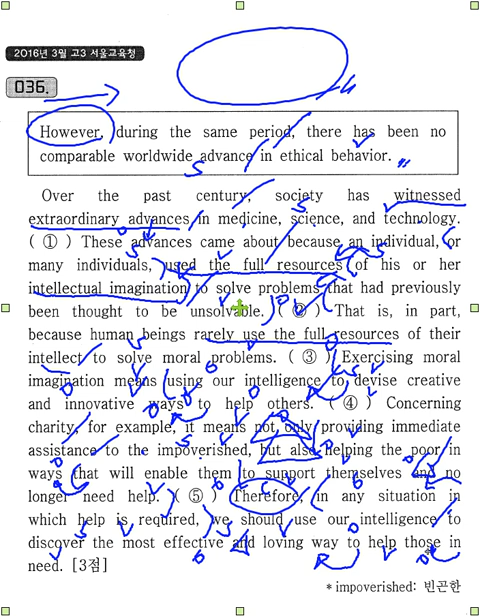 2016년 3월 고3 서울교육청
036.
However, during the same period, there has been no
comparable worldwide advance in ethical behavior.
Over the past century, society has witnessed
extraordinary advances in medicine, science, and technology.
( ① ) These advances came about because an individual, or
many individuals, used the full resources of his or her
intellectual imagination to solve problems that had previously
been thought to be unsolvable. ( ② ) That is, in part,
because human beings rarely use the full resources of their
intellect to solve moral problems. ( ③ ) Exercising moral
imagination means using our intelligence to devise creative
and innovative ways to help others. ( ④ ) Concerning
charity, for example, it means not only providing immediate
assistance to the impoverished, but also helping the poor in
ways that will enable them to support themselves and no
longer need help. ( ⑤ ) Therefore, in any situation in
which help is required, we should use our intelligence to
discover the most effective and loving way to help those in
need. [3점]
* impoverished: 빈곤한